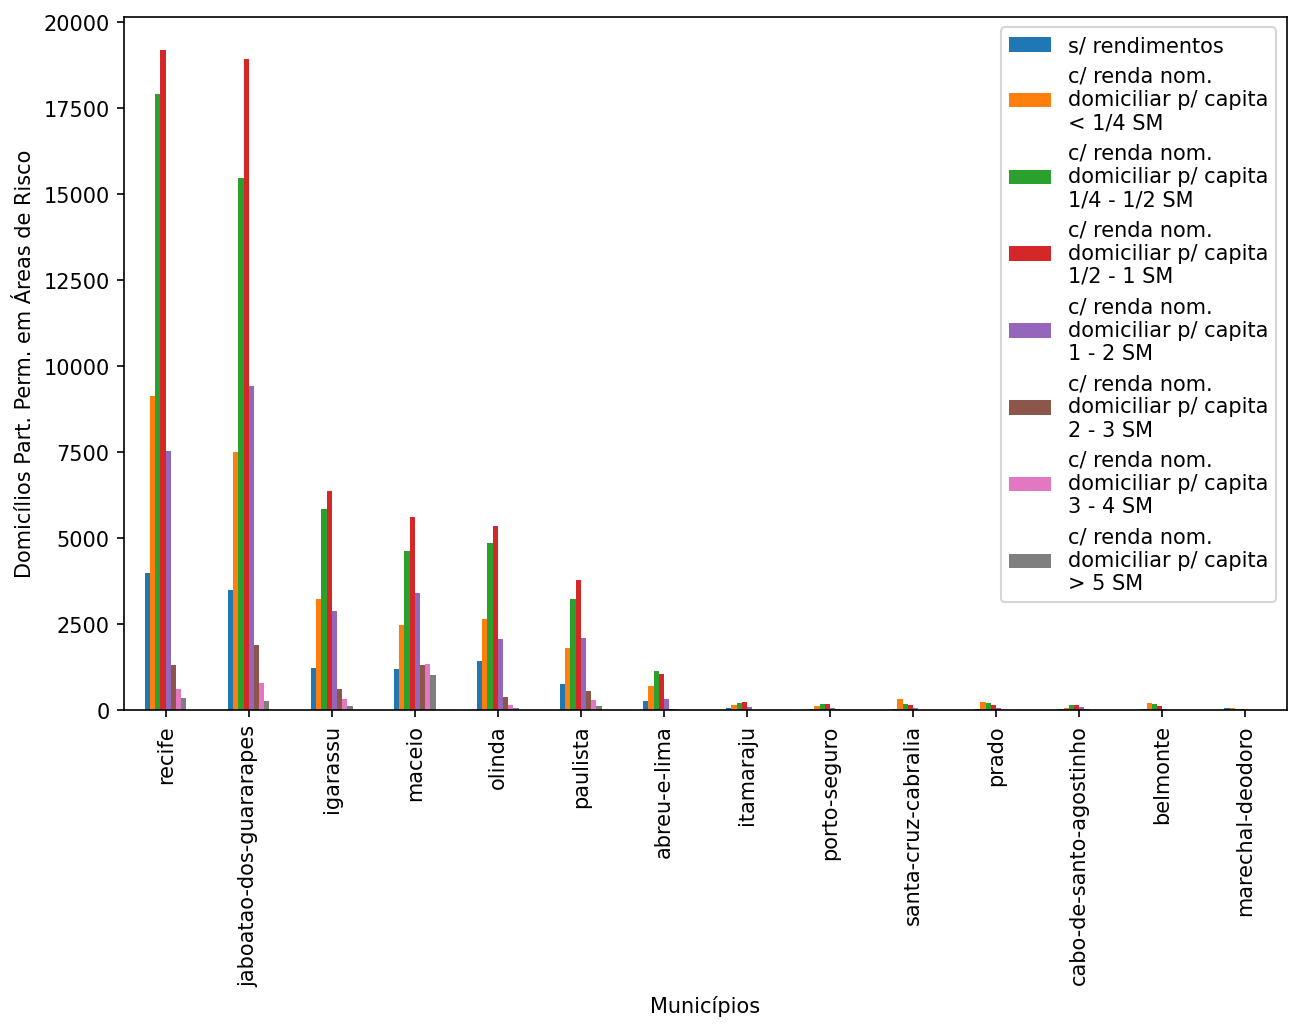 20000
17500
15000
12500
10000
7500
5000
2500
0
Domicílios Part. Perm. em Áreas de Risco
s/ rendimentos
c/ renda nom.
domiciliar p/ capita
< 1/4 SM
c/ renda nom.
domiciliar p/ capita
1/4 - 1/2 SM
c/ renda nom.
domiciliar p/ capita
1/2 - 1 SM
c/ renda nom.
domiciliar p/ capita
1 - 2 SM
c/ renda nom.
domiciliar p/ capita
2 - 3 SM
c/ renda nom.
domiciliar p/ capita
3 - 4 SM
c/ renda nom.
domiciliar p/ capita
> 5 SM
recife
jaboatao-dos-guararapes
igarassu
maceio
olinda
paulista
abreu-e-lima
itamaraju
porto-seguro
santa-cruz-cabralia
prado
cabo-de-santo-agostinho
belmonte
marechal-deodoro
Municípios